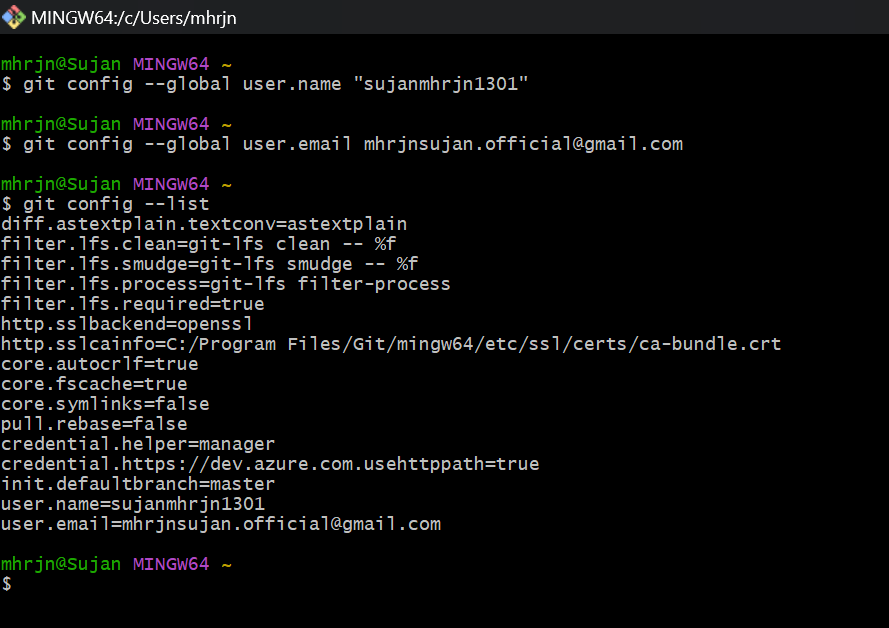 MINGW64:/c/Users/mhrjn
mhrjn@Sujan MINGW64 ~
$ git config --global user.name "sujanmhrjn1301"
mhrjn@Sujan MINGW64 ~
$ git config --global user.email mhrjnsujan.official@gmail.com
mhrjn@Sujan MINGW64 ~
$ git config --list
diff.astextplain.textconv=astextplain
filter.lfs.clean=git-lfs clean -- %f
filter.lfs.smudge=git-lfs smudge -- %f
filter.lfs.process=git-lfs filter-process
filter.lfs.required=true
http.sslbackend=openssl
http.sslcainfo=C:/Program Files/Git/mingw64/etc/ssl/certs/ca-bundle.crt
core.autocrlf=true
core.fscache=true
core.symlinks=false
pull.rebase=false
credential.helper=manager
credential.https://dev.azure.com.usehttppath=true
init.defaultbranch=master
user.name=sujanmhrjn1301
user.email=mhrjnsujan.official@gmail.com
mhrjn@Sujan MINGW64 ~
$